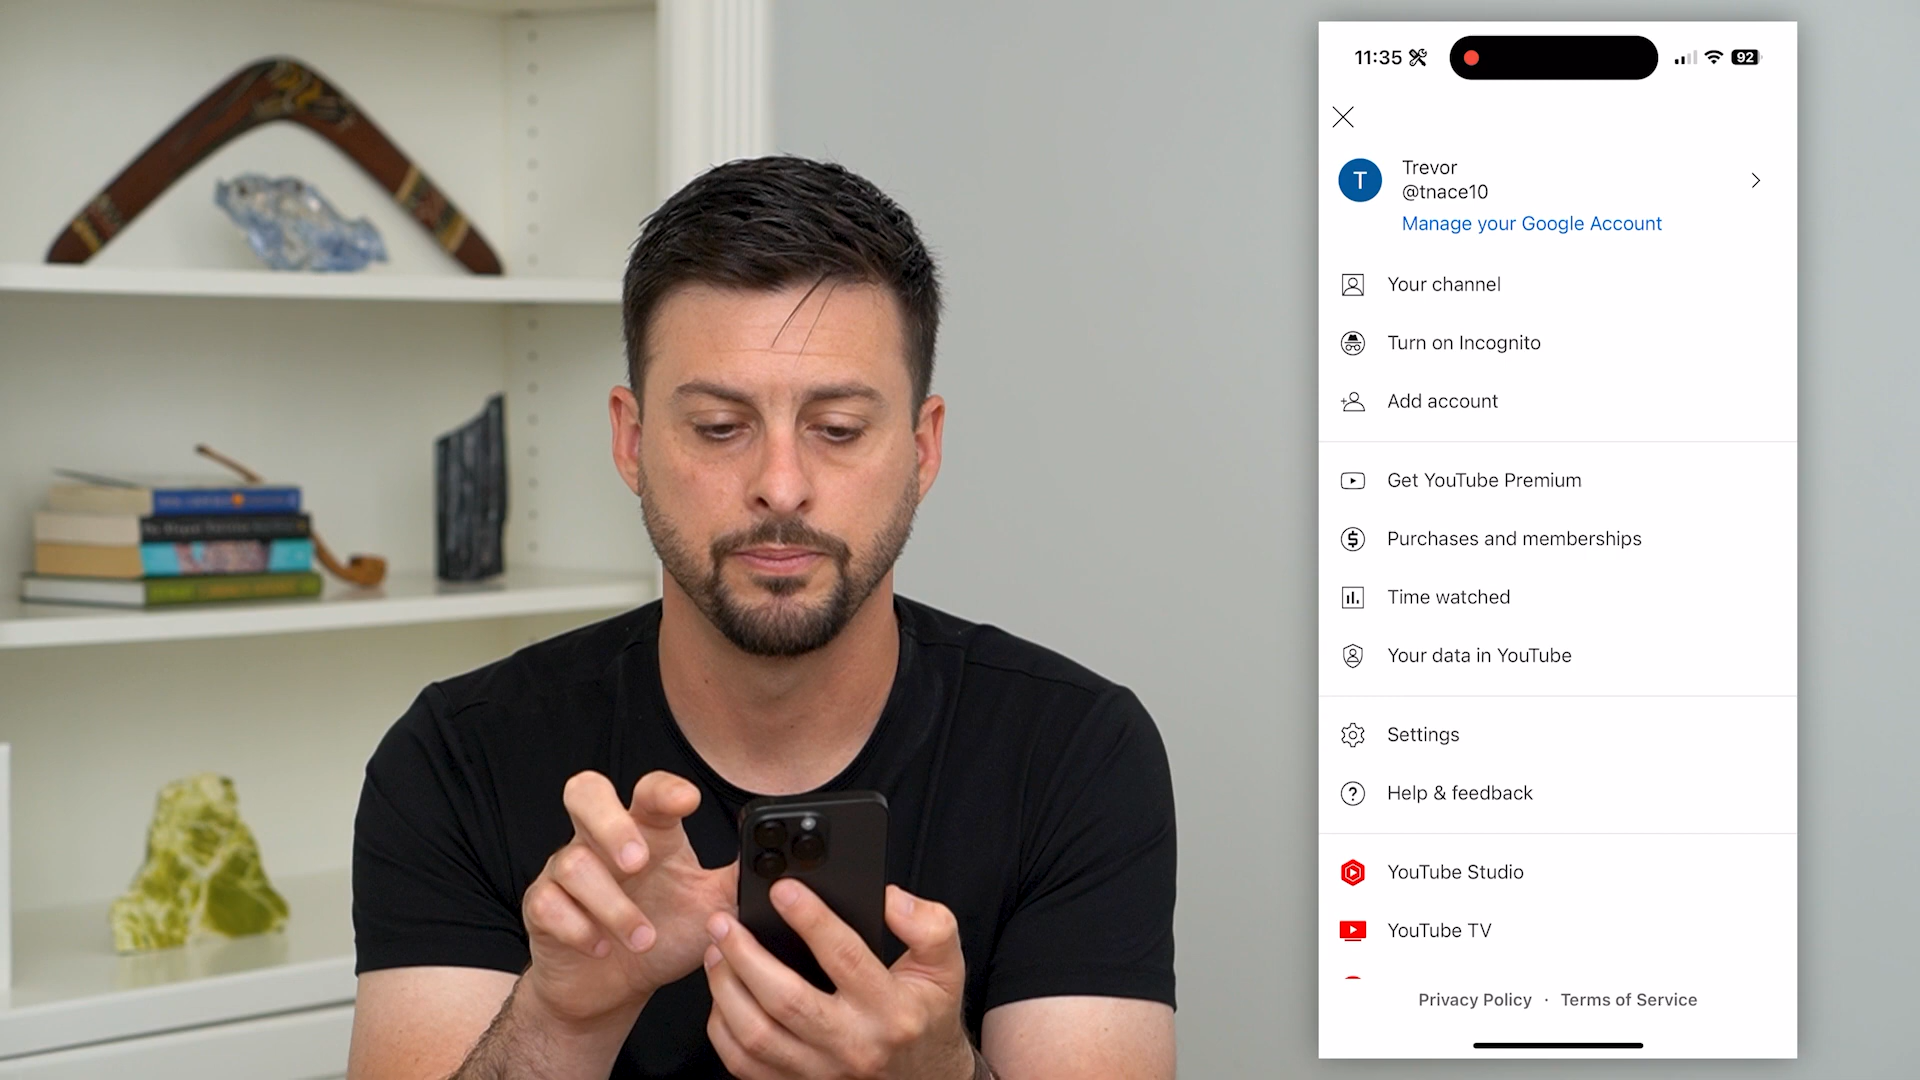 11:35
92
T
Trevor
@tnace10
Manage your Google Account
Your channel
Turn on Incognito
Add account
Get YouTube Premium
Purchases and memberships
Time watched
Your data in YouTube
Settings
Help & feedback
YouTube Studio
YouTube TV
Privacy Policy · Terms of Service